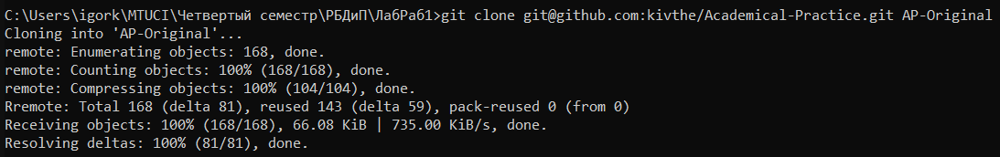 C:\Users\igork\MTUCI\Четвертый семестр\РБДиП\ЛабРаб1>git clone git@github.com:kivthe/Academical-Practice.git AP-Original
Cloning into 'AP-Original'...
remote: Enumerating objects: 168, done.
remote: Counting objects: 100% (168/168), done.
remote: Compressing objects: 100% (104/104), done.
Rremote: Total 168 (delta 81), reused 143 (delta 59), pack-reused 0 (from 0)
Receiving objects: 100% (168/168), 66.08 KiB | 735.00 KiB/s, done.
Resolving deltas: 100% (81/81), done.